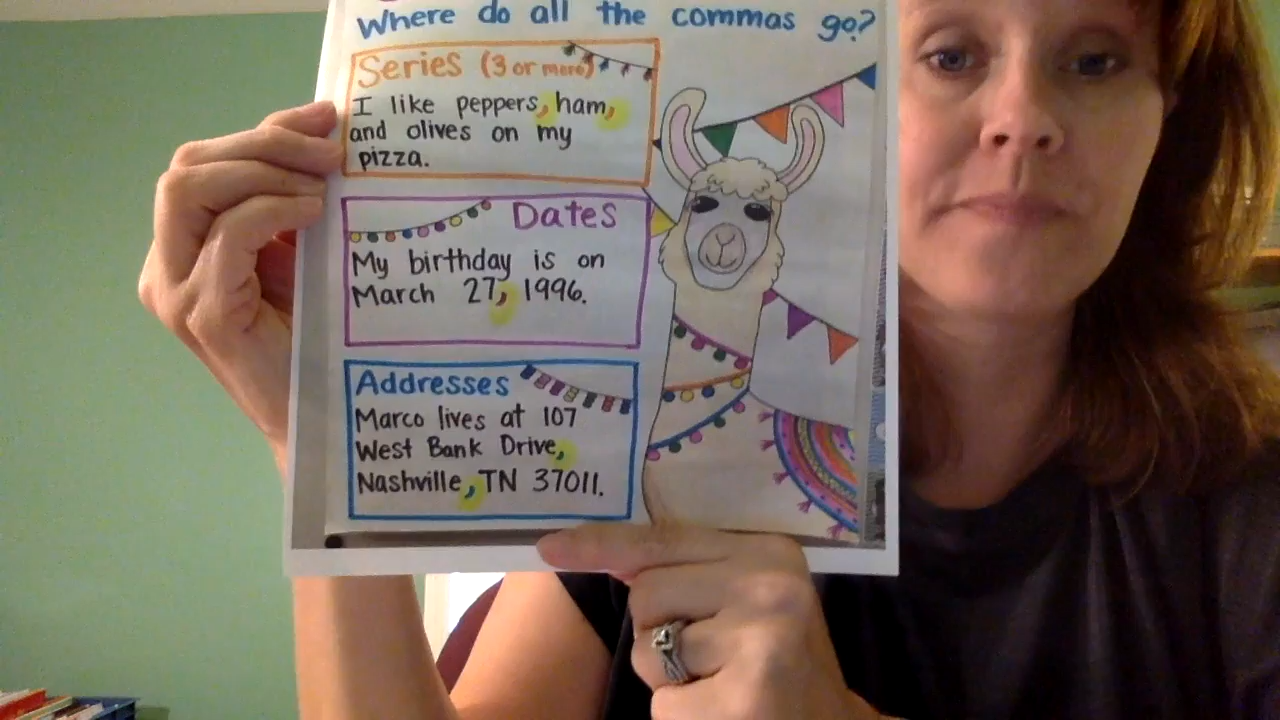 Where do all the commas go?
Series (3 or more)
I like peppers, ham,
and olives on my
pizza.
Dates
My birthday is on
March 27, 1996.
Addresses
Marco lives at 107
West Bank Drive,
Nashville, TN 37011.